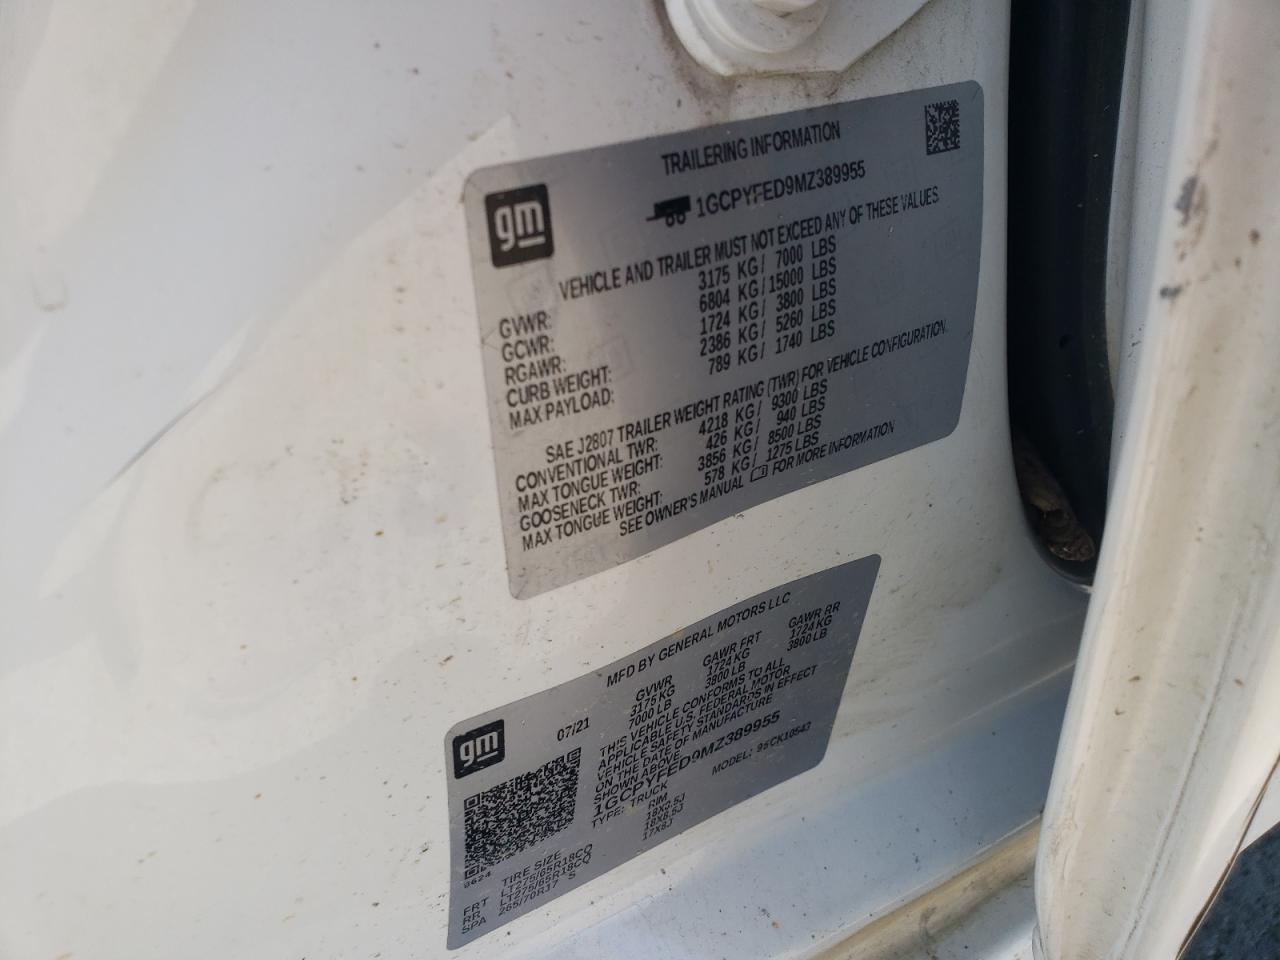 TRAILERING INFORMATION
gm
1GCPYFED9MZ389955
VEHICLE AND TRAILER MUST NOT EXCEED ANY OF THESE VALUES
GVWR: 3175 KG/ 7000 LBS
GCWR: 6804 KG/ 15000 LBS
RGAWR: 1724 KG/ 3800 LBS
CURB WEIGHT: 2386 KG/ 5260 LBS
MAX PAYLOAD: 789 KG/ 1740 LBS
SAE J2807 TRAILER WEIGHT RATING (TWR) FOR VEHICLE CONFIGURATION.
CONVENTIONAL TWR: 4218 KG/ 9300 LBS
MAX TONGUE WEIGHT: 426 KG/ 940 LBS
GOOSENECK TWR: 3856 KG/ 8500 LBS
MAX TONGUE WEIGHT: 578 KG/ 1275 LBS
SEE OWNER'S MANUAL FOR MORE INFORMATION
gm
MFD BY GENERAL MOTORS LLC
07/21
GVWR GAWR FRT GAWR RR
3175 KG 1724 KG 1724 KG
7000 LB 3800 LB 3800 LB
THIS VEHICLE CONFORMS TO ALL
APPLICABLE U.S. FEDERAL MOTOR
VEHICLE SAFETY STANDARDS IN EFFECT
ON THE DATE OF MANUFACTURE
SHOWN ABOVE.
1GCPYFED9MZ389955
TYPE: TRUCK MODEL: 95CK10543
0624
TIRE SIZE RIM
FRT LT275/65R18CQ 18X8.5J
RR LT275/65R18CQ 18X8.5J
SPA 265/70R17 S 17X8J